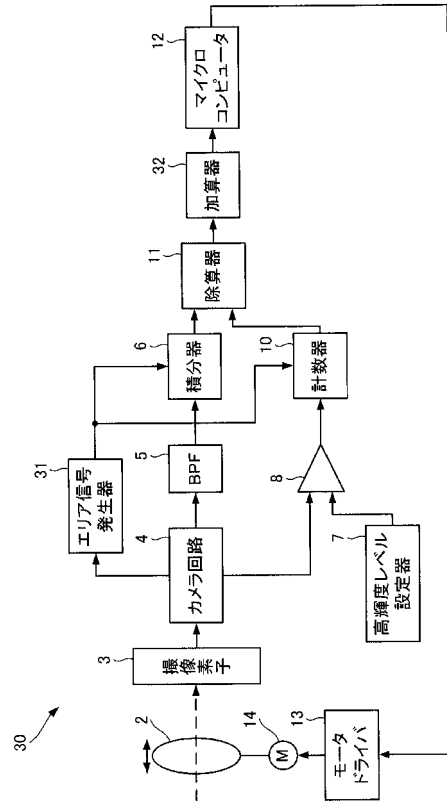 30
2
3
撮像
素子
4
カメラ回路
31
エリア信号
発生器
5
BPF
6
積分器
11
除算器
32
加算器
12
マイクロ
コンピュータ
10
計数器
8
7
高輝度レベル
設定器
14
M
13
モータ
ドライバ